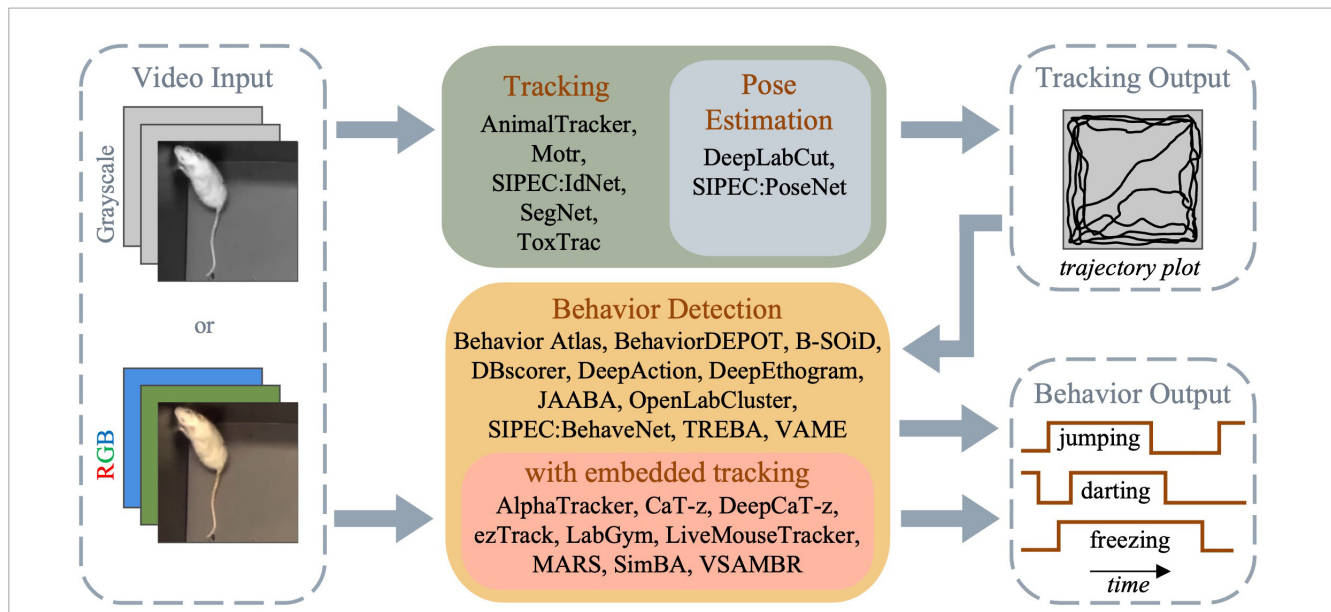 Video Input
Grayscale
or
RGB
Tracking
AnimalTracker,
Motr,
SIPEC:IdNet,
SegNet,
ToxTrac
Pose
Estimation
DeepLabCut,
SIPEC:PoseNet
Tracking Output
trajectory plot
Behavior Detection
Behavior Atlas, BehaviorDEPOT, B-SOiD,
DBscorer, DeepAction, DeepEthogram,
JAABA, OpenLabCluster,
SIPEC:BehaveNet, TREBA, VAME
with embedded tracking
AlphaTracker, CaT-z, DeepCaT-z,
ezTrack, LabGym, LiveMouseTracker,
MARS, SimBA, VSAMBR
Behavior Output
jumping
darting
freezing
time